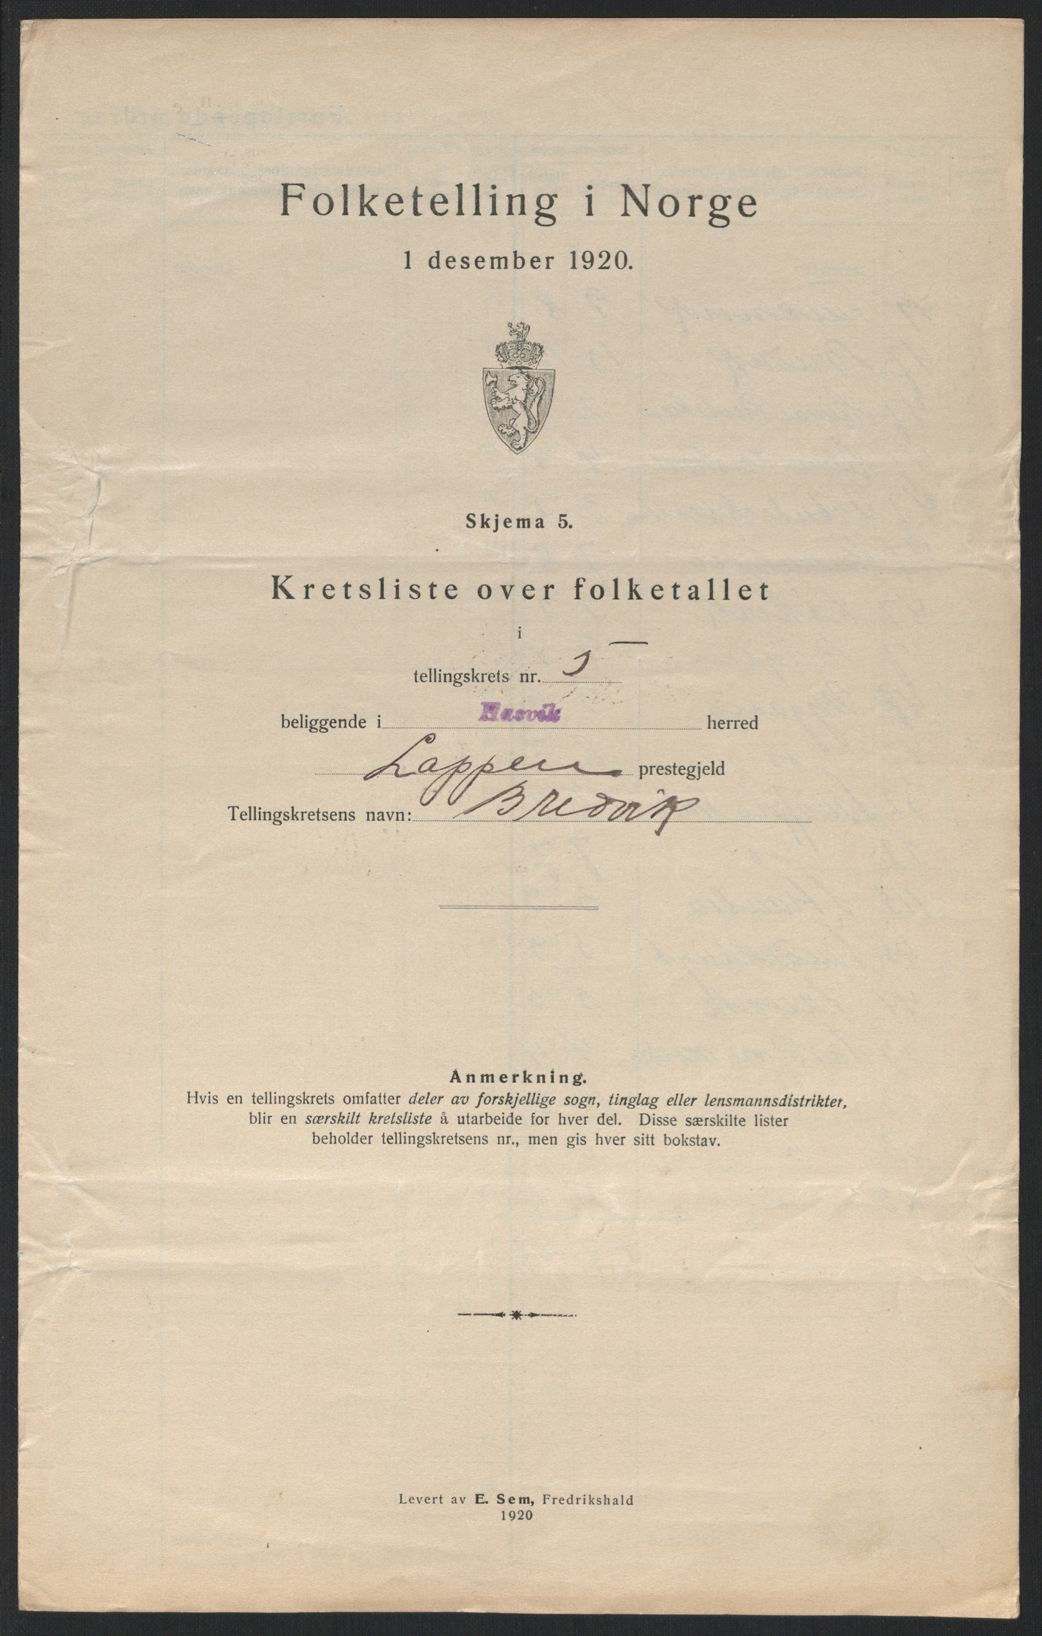 Folketelling i Norge
1 desember 1920.
Skjema 5.
Kretsliste over folketallet
i
tellingskrets nr. 5
beliggende i Hasvik herred
Loppen prestegjeld
Tellingskretsens navn: Bredvik
Anmerkning.
Hvis en tellingskrets omfatter deler av forskjellige sogn, tinglag eller lensmannsdistrikter,
blir en særskilt kretsliste å utarbeide for hver del. Disse særskilte lister
beholder tellingskretsens nr., men gis hver sitt bokstav.
Levert av E. Sem, Fredrikshald
1920